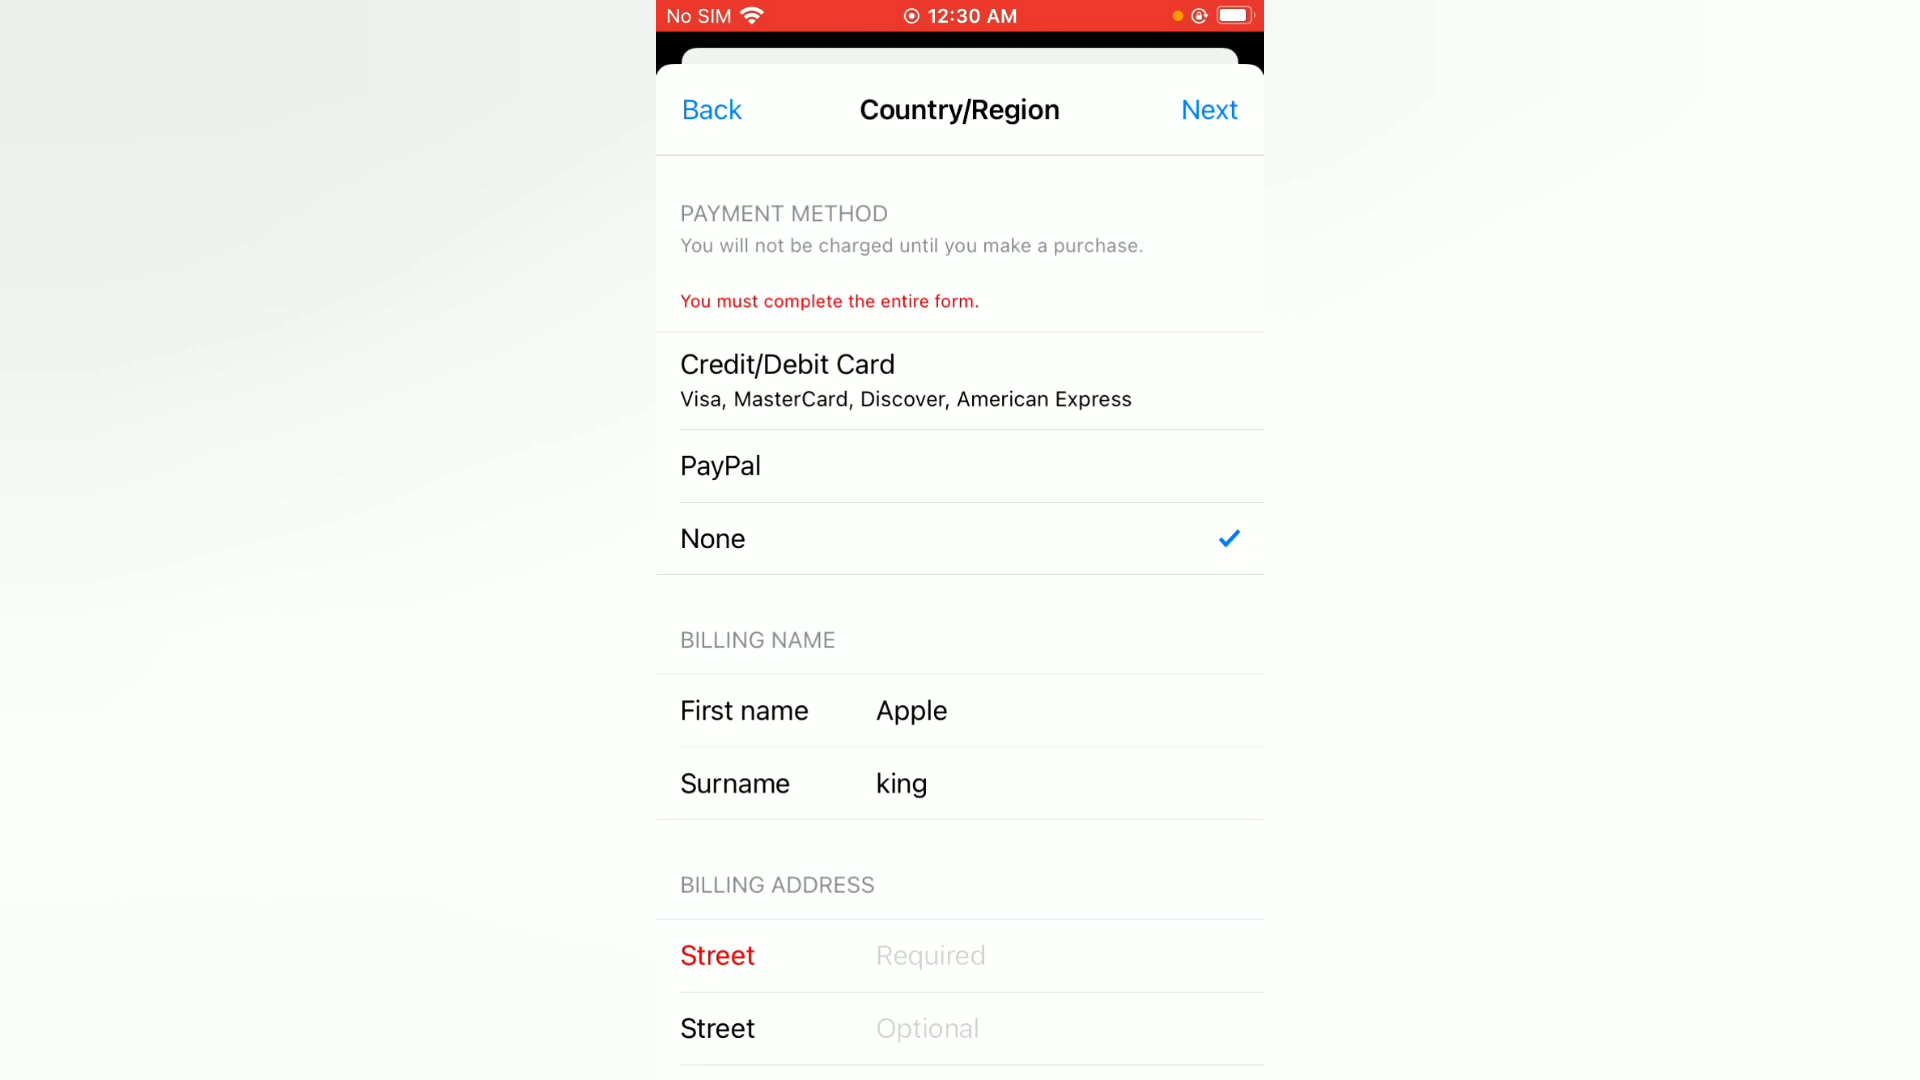 No SIM 12:30 AM
Back Country/Region Next
PAYMENT METHOD
You will not be charged until you make a purchase.
You must complete the entire form.
Credit/Debit Card
Visa, MasterCard, Discover, American Express
PayPal
None
BILLING NAME
First name Apple
Surname king
BILLING ADDRESS
Street Required
Street Optional